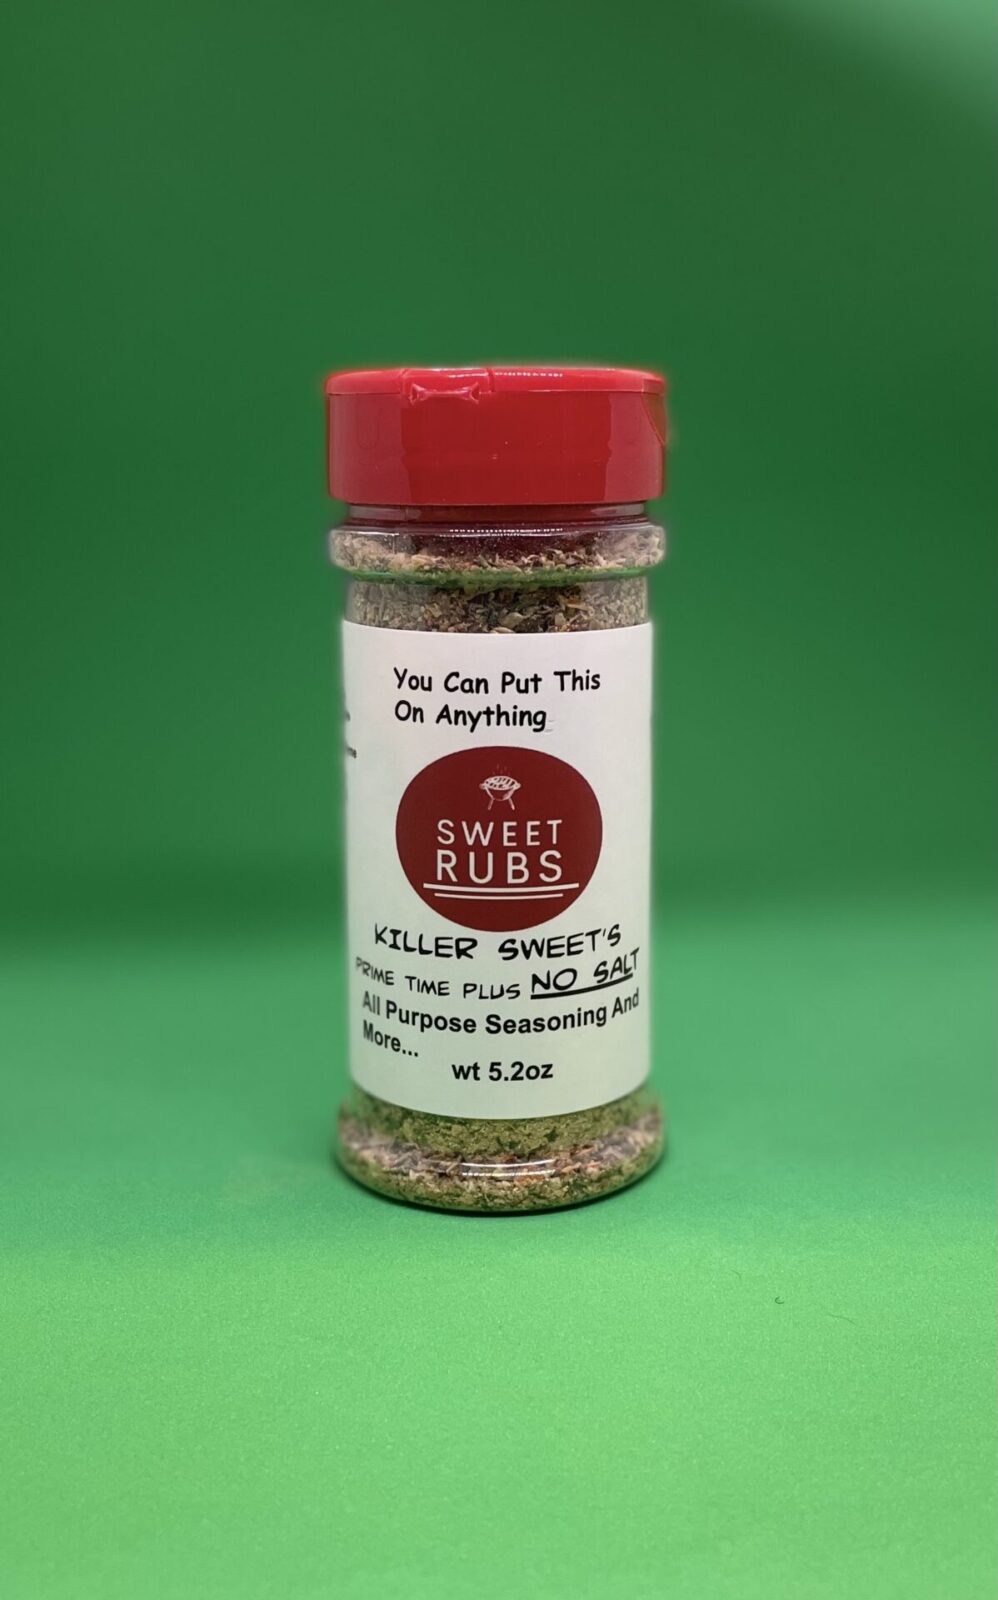 You Can Put This
On Anything
SWEET
RUBS
KILLER SWEET'S
PRIME TIME PLUS NO SALT
All Purpose Seasoning And
More...
wt 5.2oz